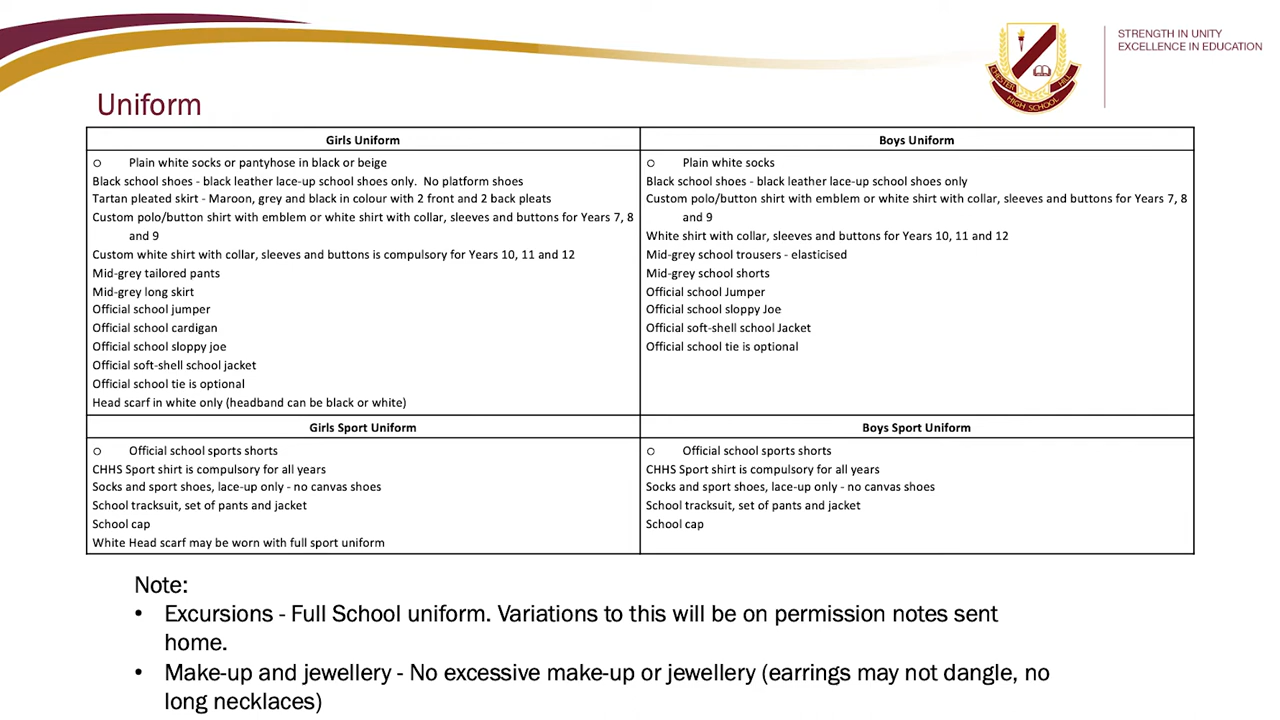 STRENGTH IN UNITY
EXCELLENCE IN EDUCATION
CHESTER HILL
HIGH SCHOOL
Uniform
Girls Uniform
○ Plain white socks or pantyhose in black or beige
Black school shoes - black leather lace-up school shoes only. No platform shoes
Tartan pleated skirt - Maroon, grey and black in colour with 2 front and 2 back pleats
Custom polo/button shirt with emblem or white shirt with collar, sleeves and buttons for Years 7, 8
and 9
Custom white shirt with collar, sleeves and buttons is compulsory for Years 10, 11 and 12
Mid-grey tailored pants
Mid-grey long skirt
Official school jumper
Official school cardigan
Official school sloppy joe
Official soft-shell school jacket
Official school tie is optional
Head scarf in white only (headband can be black or white)
Boys Uniform
○ Plain white socks
Black school shoes - black leather lace-up school shoes only
Custom polo/button shirt with emblem or white shirt with collar, sleeves and buttons for Years 7, 8
and 9
White shirt with collar, sleeves and buttons for Years 10, 11 and 12
Mid-grey school trousers - elasticised
Mid-grey school shorts
Official school Jumper
Official school sloppy Joe
Official soft-shell school Jacket
Official school tie is optional
Girls Sport Uniform
○ Official school sports shorts
CHHS Sport shirt is compulsory for all years
Socks and sport shoes, lace-up only - no canvas shoes
School tracksuit, set of pants and jacket
School cap
White Head scarf may be worn with full sport uniform
Boys Sport Uniform
○ Official school sports shorts
CHHS Sport shirt is compulsory for all years
Socks and sport shoes, lace-up only - no canvas shoes
School tracksuit, set of pants and jacket
School cap
Note:
• Excursions - Full School uniform. Variations to this will be on permission notes sent
home.
• Make-up and jewellery - No excessive make-up or jewellery (earrings may not dangle, no
long necklaces)